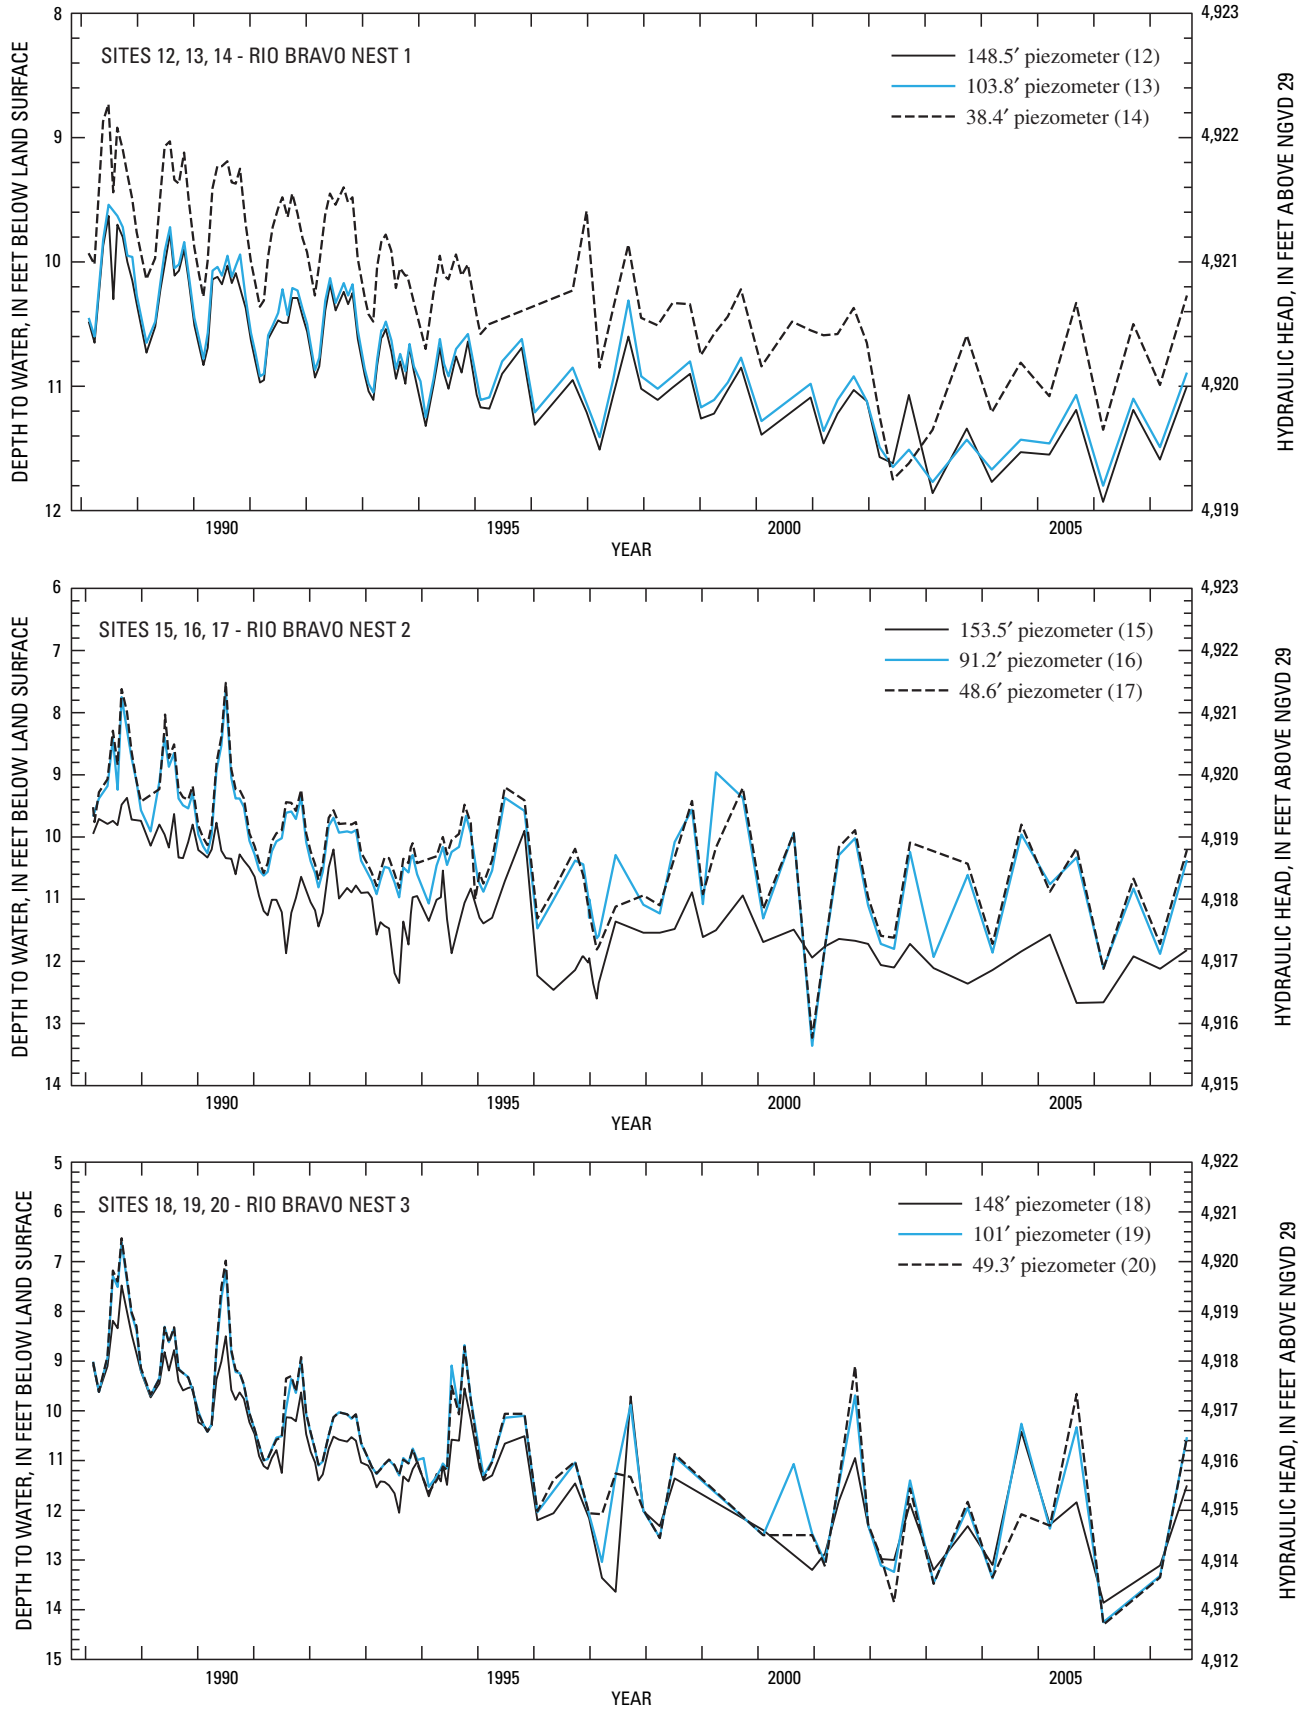 SITES 12, 13, 14 - RIO BRAVO NEST 1
148.5′ piezometer (12)
103.8′ piezometer (13)
38.4′ piezometer (14)
DEPTH TO WATER, IN FEET BELOW LAND SURFACE
8
9
10
11
12
HYDRAULIC HEAD, IN FEET ABOVE NGVD 29
4,923
4,922
4,921
4,920
4,919
1990
1995
2000
2005
YEAR
SITES 15, 16, 17 - RIO BRAVO NEST 2
153.5′ piezometer (15)
91.2′ piezometer (16)
48.6′ piezometer (17)
DEPTH TO WATER, IN FEET BELOW LAND SURFACE
6
7
8
9
10
11
12
13
14
HYDRAULIC HEAD, IN FEET ABOVE NGVD 29
4,923
4,922
4,921
4,920
4,919
4,918
4,917
4,916
4,915
1990
1995
2000
2005
YEAR
SITES 18, 19, 20 - RIO BRAVO NEST 3
148′ piezometer (18)
101′ piezometer (19)
49.3′ piezometer (20)
DEPTH TO WATER, IN FEET BELOW LAND SURFACE
5
6
7
8
9
10
11
12
13
14
15
HYDRAULIC HEAD, IN FEET ABOVE NGVD 29
4,922
4,921
4,920
4,919
4,918
4,917
4,916
4,915
4,914
4,913
4,912
1990
1995
2000
2005
YEAR